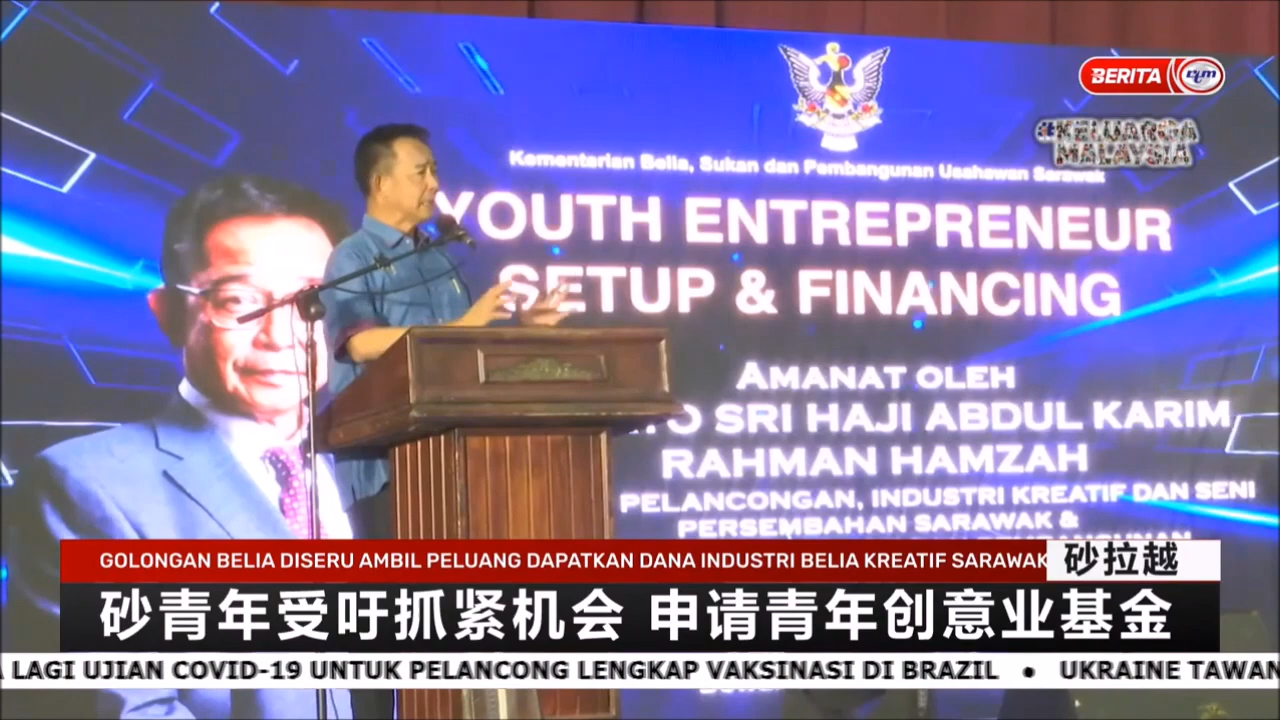 BERITA rtm
#KELUARGA
MALAYSIA
Kementerian Belia, Sukan dan Pembangunan Usahawan Sarawak
YOUTH ENTREPRENEUR
SETUP & FINANCING
AMANAT OLEH
SRI HAJI ABDUL KARIM
RAHMAN HAMZAH
PELANCONGAN, INDUSTRI KREATIF DAN SENI
PERSEMBAHAN SARAWAK &
GOLONGAN BELIA DISERU AMBIL PELUANG DAPATKAN DANA INDUSTRI BELIA KREATIF SARAWAK
砂拉越
砂青年受吁抓紧机会 申请青年创意业基金
LAGI UJIAN COVID-19 UNTUK PELANCONG LENGKAP VAKSINASI DI BRAZIL • UKRAINE TAWAN